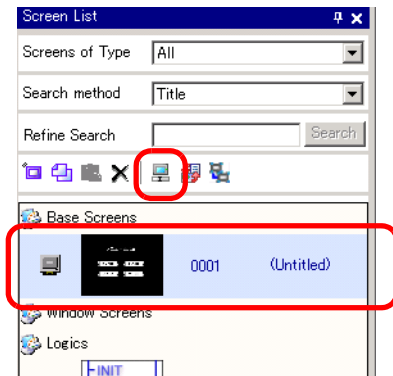 Screen List
Screens of Type All
Search method Title
Refine Search Search
Base Screens
0001 (Untitled)
Window Screens
Logics
INIT